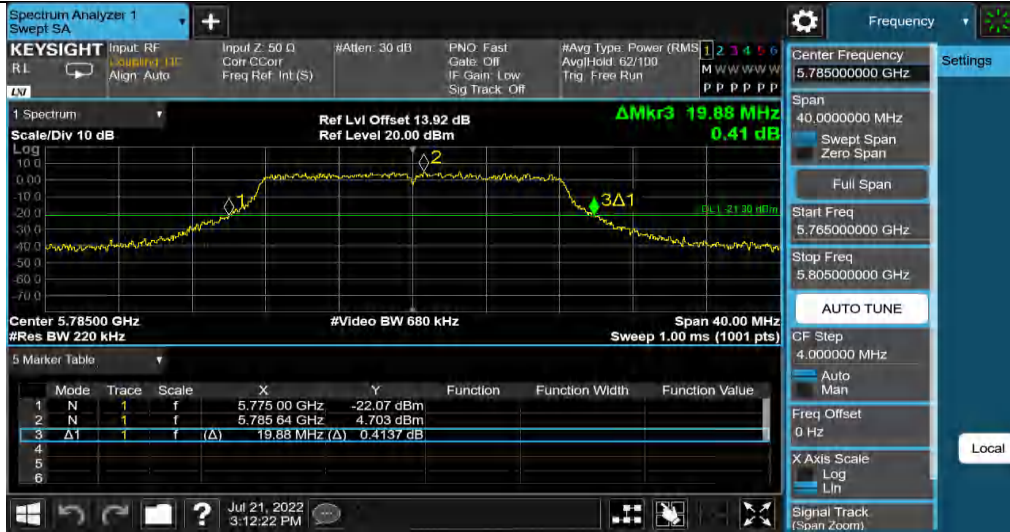 Spectrum Analyzer 1
Swept SA
Frequency
KEYSIGHT
RL
LXI
Input: RF
Coupling: DC
Align: Auto
Input Z: 50 Ω
Corr CCorr
Freq Ref: Int (S)
#Atten: 30 dB
PNO: Fast
Gate: Off
IF Gain: Low
Sig Track: Off
#Avg Type: Power (RMS
Avg|Hold: 62/100
Trig: Free Run
1 2 3 4 5 6
M W W W W W
P P P P P P
1 Spectrum
Scale/Div 10 dB
Ref Lvl Offset 13.92 dB
Ref Level 20.00 dBm
ΔMkr3 19.88 MHz
0.41 dB
Log
10.0
0.00
-10.0
-20.0
-30.0
-40.0
-50.0
-60.0
-70.0
1
2
3Δ1
DL1 -21.30 dBm
Center 5.78500 GHz
#Res BW 220 kHz
#Video BW 680 kHz
Span 40.00 MHz
Sweep 1.00 ms (1001 pts)
5 Marker Table
Mode Trace Scale X Y Function Function Width Function Value
1 N 1 f 5.775 00 GHz -22.07 dBm
2 N 1 f 5.785 64 GHz 4.703 dBm
3 Δ1 1 f (Δ) 19.88 MHz (Δ) 0.4137 dB
4
5
6
?
Jul 21, 2022
3:12:22 PM
Center Frequency
5.785000000 GHz
Settings
Span
40.0000000 MHz
Swept Span
Zero Span
Full Span
Start Freq
5.765000000 GHz
Stop Freq
5.805000000 GHz
AUTO TUNE
CF Step
4.000000 MHz
Auto
Man
Freq Offset
0 Hz
X Axis Scale
Log
Lin
Local
Signal Track
(Span Zoom)